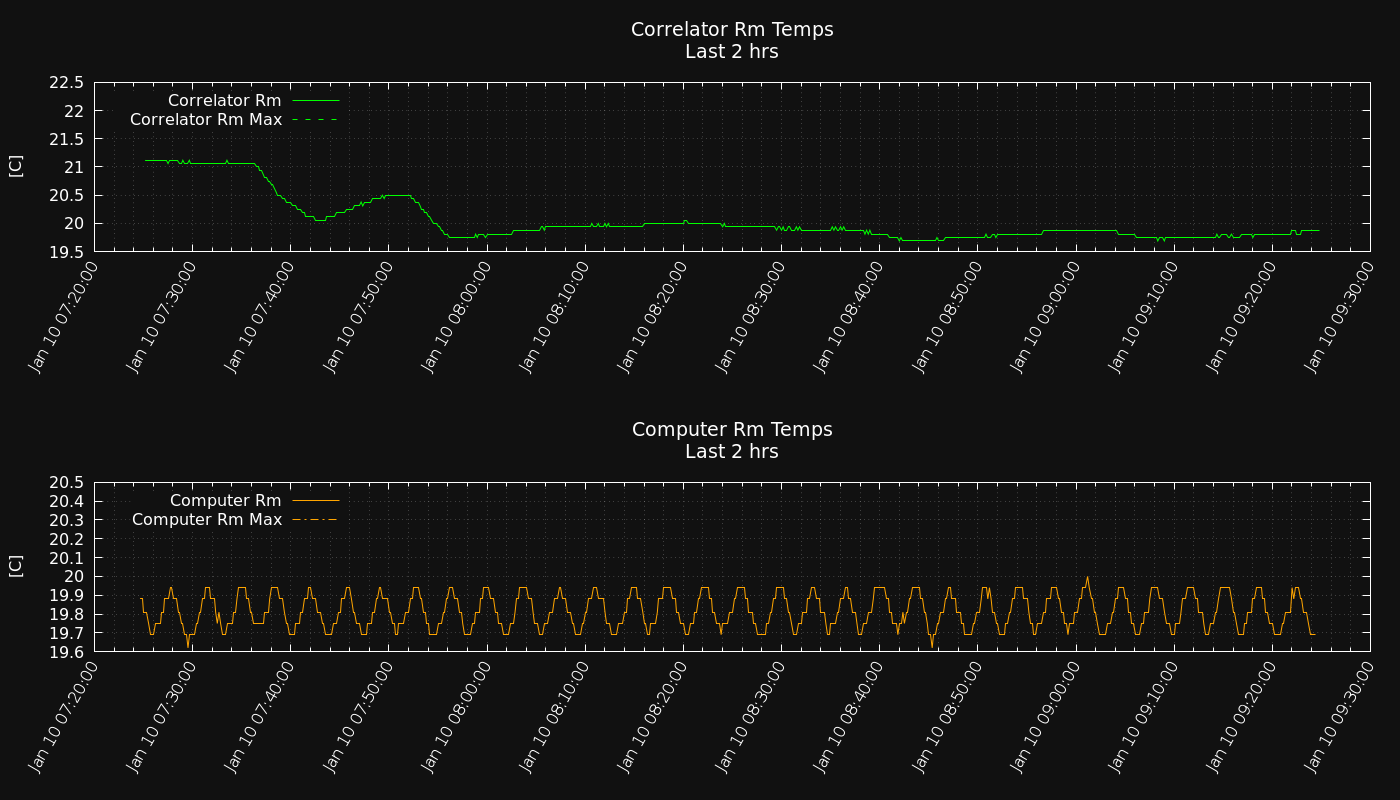 Correlator Rm Temps
Last 2 hrs
22.5
22
21.5
21
20.5
20
19.5
[C]
Correlator Rm
Correlator Rm Max
Jan 10 07:20:00
Jan 10 07:30:00
Jan 10 07:40:00
Jan 10 07:50:00
Jan 10 08:00:00
Jan 10 08:10:00
Jan 10 08:20:00
Jan 10 08:30:00
Jan 10 08:40:00
Jan 10 08:50:00
Jan 10 09:00:00
Jan 10 09:10:00
Jan 10 09:20:00
Jan 10 09:30:00
Computer Rm Temps
Last 2 hrs
20.5
20.4
20.3
20.2
20.1
20
19.9
19.8
19.7
19.6
[C]
Computer Rm
Computer Rm Max
Jan 10 07:20:00
Jan 10 07:30:00
Jan 10 07:40:00
Jan 10 07:50:00
Jan 10 08:00:00
Jan 10 08:10:00
Jan 10 08:20:00
Jan 10 08:30:00
Jan 10 08:40:00
Jan 10 08:50:00
Jan 10 09:00:00
Jan 10 09:10:00
Jan 10 09:20:00
Jan 10 09:30:00